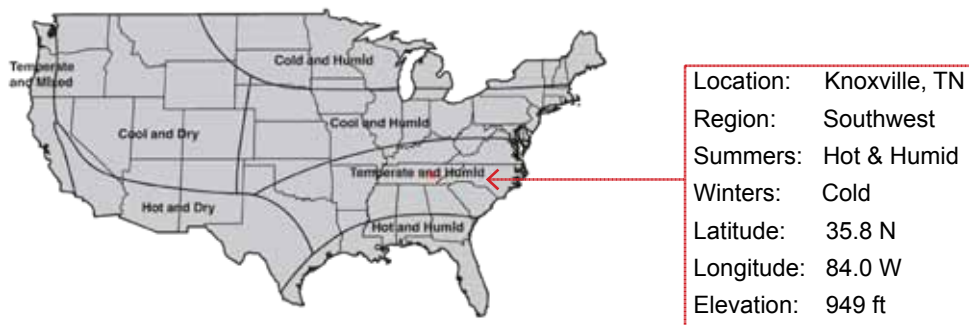 Cold and Humid
Temperate
and Mixed
Cool and Dry
Cool and Humid
Temperate and Humid
Hot and Dry
Hot and Humid
Location: Knoxville, TN
Region: Southwest
Summers: Hot & Humid
Winters: Cold
Latitude: 35.8 N
Longitude: 84.0 W
Elevation: 949 ft